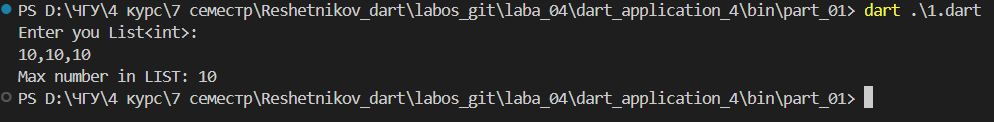 PS D:\ЧГУ\4 курс\7 семестр\Reshetnikov_dart\labos_git\laba_04\dart_application_4\bin\part_01> dart .\1.dart
Enter you List<int>:
10,10,10
Max number in LIST: 10
PS D:\ЧГУ\4 курс\7 семестр\Reshetnikov_dart\labos_git\laba_04\dart_application_4\bin\part_01>